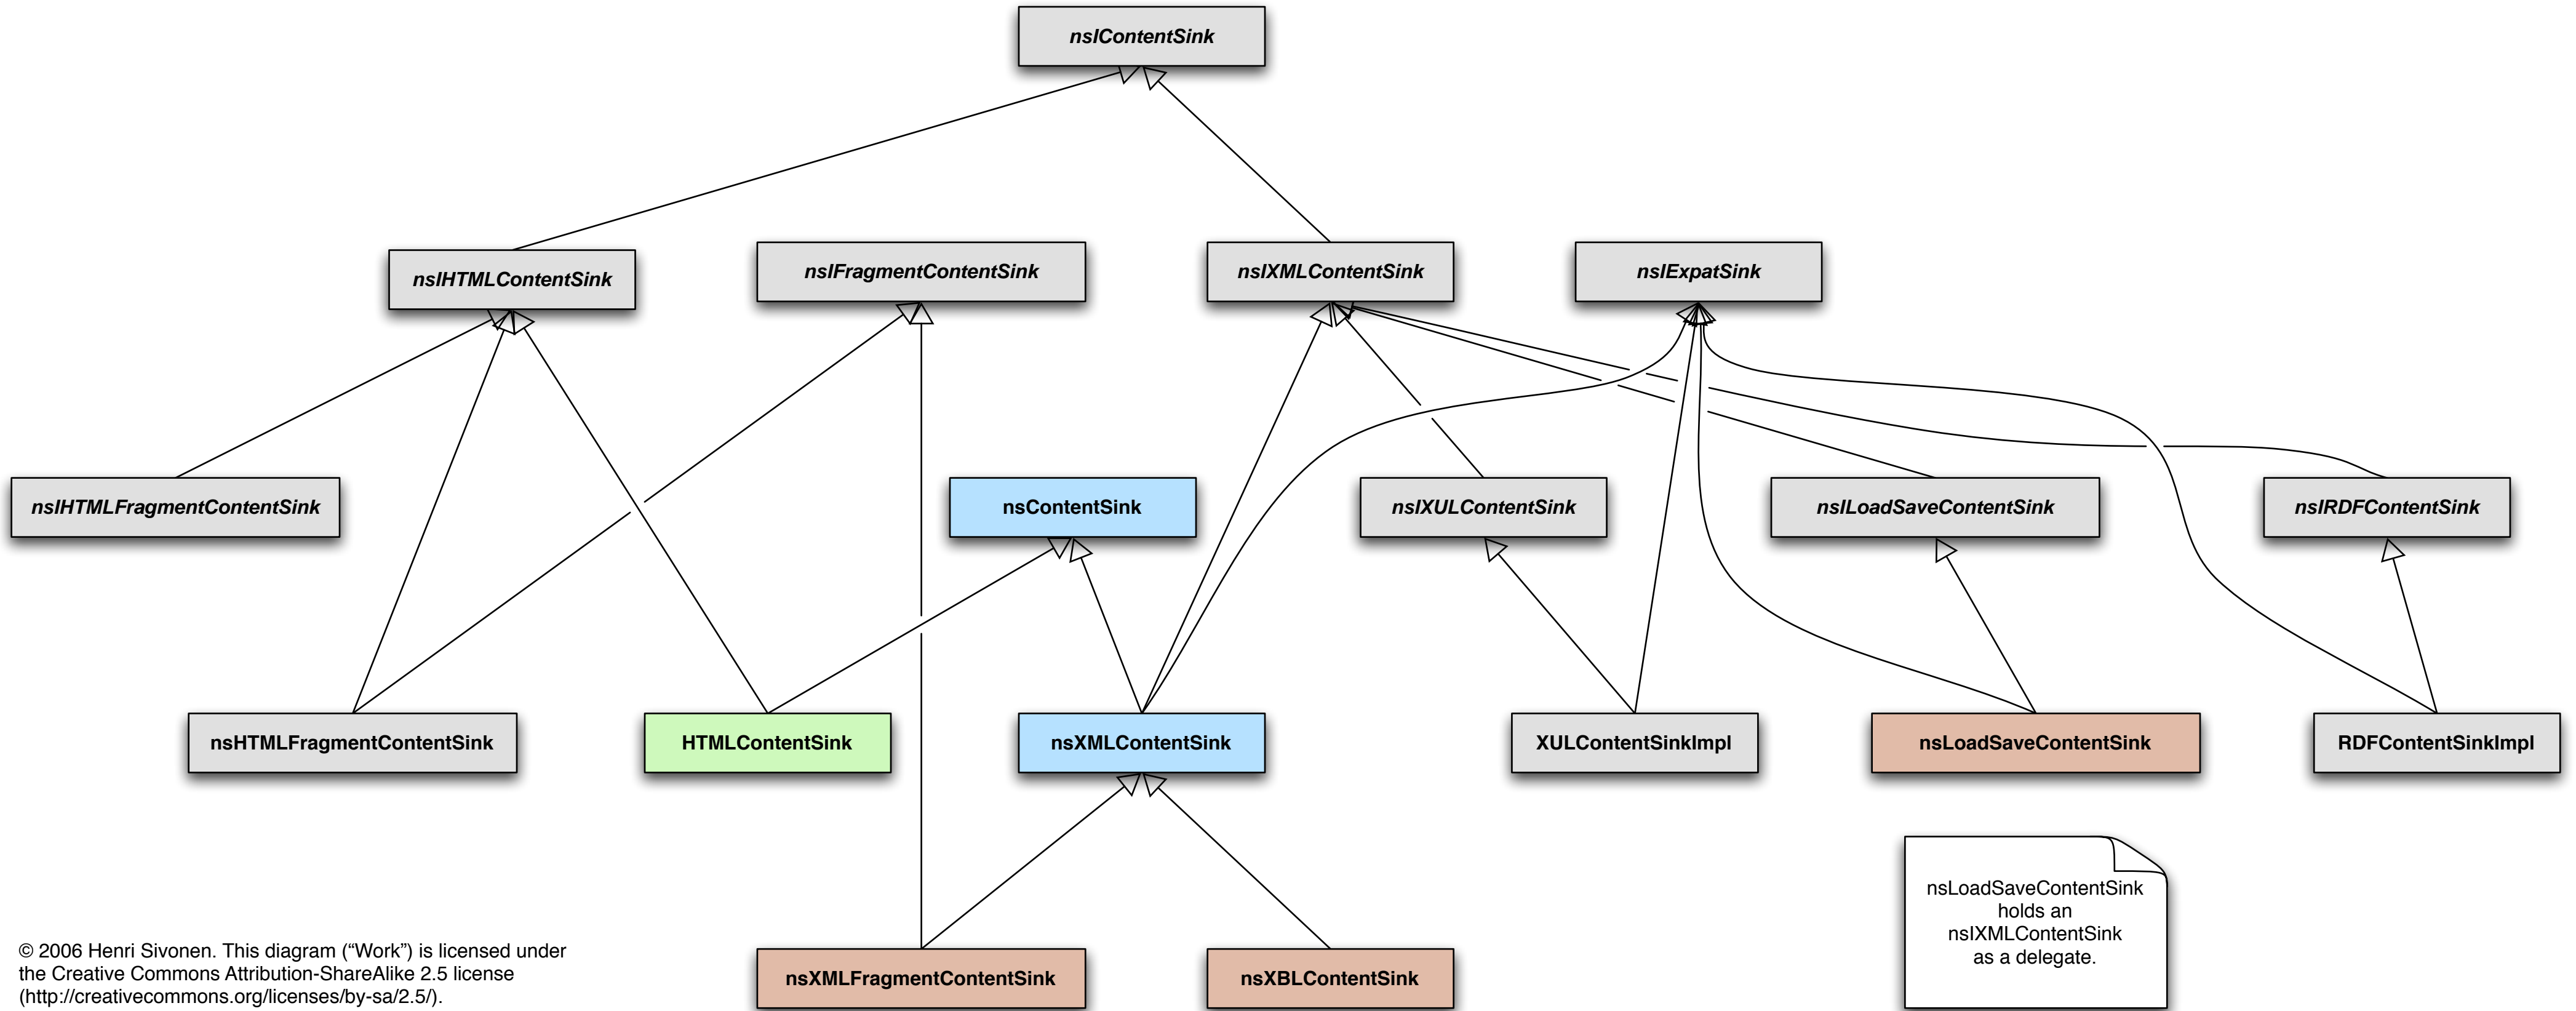 nsIContentSink
nsIHTMLContentSink
nsIFragmentContentSink
nsIXMLContentSink
nsIExpatSink
nsIHTMLFragmentContentSink
nsContentSink
nsIXULContentSink
nsILoadSaveContentSink
nsIRDFContentSink
nsHTMLFragmentContentSink
HTMLContentSink
nsXMLContentSink
XULContentSinkImpl
nsLoadSaveContentSink
RDFContentSinkImpl
nsXMLFragmentContentSink
nsXBLContentSink
nsLoadSaveContentSink
holds an
nsIXMLContentSink
as a delegate.
© 2006 Henri Sivonen. This diagram (“Work”) is licensed under
the Creative Commons Attribution-ShareAlike 2.5 license
(http://creativecommons.org/licenses/by-sa/2.5/).